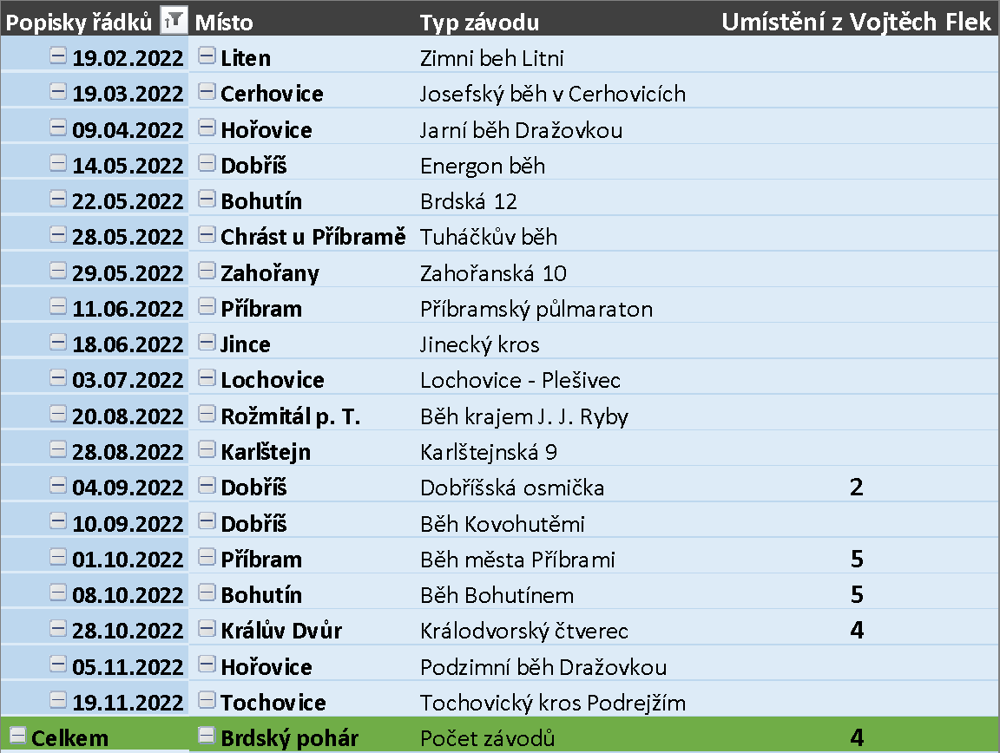 Popisky řádků Místo Typ závodu Umístění z Vojtěch Flek
19.02.2022 Liten Zimni beh Litni
19.03.2022 Cerhovice Josefský běh v Cerhovicích
09.04.2022 Hořovice Jarní běh Dražovkou
14.05.2022 Dobříš Energon běh
22.05.2022 Bohutín Brdská 12
28.05.2022 Chrást u Příbramě Tuháčkův běh
29.05.2022 Zahořany Zahořanská 10
11.06.2022 Příbram Příbramský půlmaraton
18.06.2022 Jince Jinecký kros
03.07.2022 Lochovice Lochovice - Plešivec
20.08.2022 Rožmitál p. T. Běh krajem J. J. Ryby
28.08.2022 Karlštejn Karlštejnská 9
04.09.2022 Dobříš Dobříšská osmička 2
10.09.2022 Dobříš Běh Kovohutěmi
01.10.2022 Příbram Běh města Příbrami 5
08.10.2022 Bohutín Běh Bohutínem 5
28.10.2022 Králův Dvůr Králodvorský čtverec 4
05.11.2022 Hořovice Podzimní běh Dražovkou
19.11.2022 Tochovice Tochovický kros Podrejžím
Celkem Brdský pohár Počet závodů 4